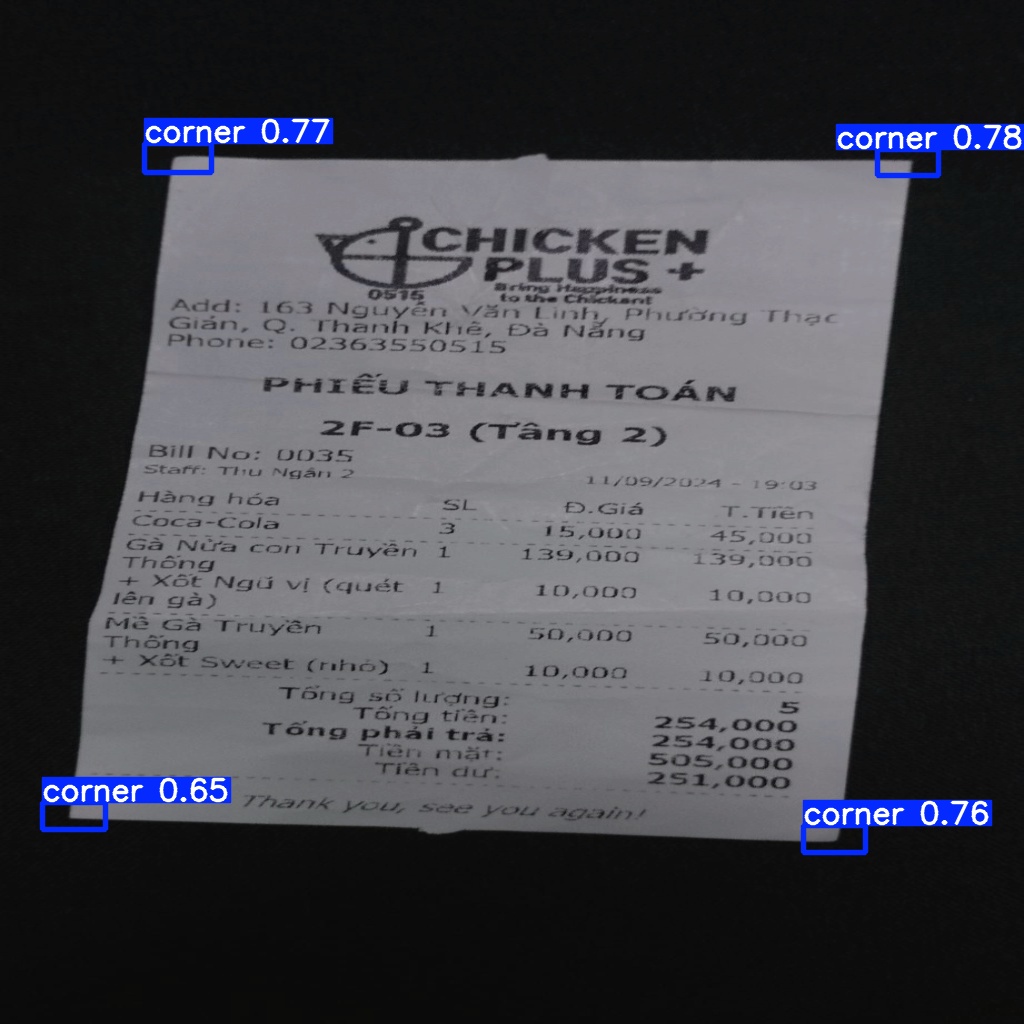 corner 0.77
corner 0.78
CHICKEN
PLUS +
0515
Bring Happiness
to the Chickent
Add: 163 Nguyễn Văn Linh, Phường Thạc
Gián, Q. Thanh Khê, Đà Nẵng
Phone: 02363550515
PHIẾU THANH TOÁN
2F-03 (Tầng 2)
Bill No: 0035
Staff: Thu Ngân 2 11/09/2024 - 19:03
Hàng hóa SL Đ.Giá T.Tiền
Coca-Cola 3 15,000 45,000
Gà Nửa con Truyền 1 139,000 139,000
Thống
+ Xốt Ngũ vị (quét 1 10,000 10,000
lên gà)
Mề Gà Truyền 1 50,000 50,000
Thống
+ Xốt Sweet (nhỏ) 1 10,000 10,000
Tổng số lượng: 5
Tổng tiền: 254,000
Tổng phải trả: 254,000
Tiền mặt: 505,000
Tiền dư: 251,000
corner 0.65
Thank you, see you again!
corner 0.76